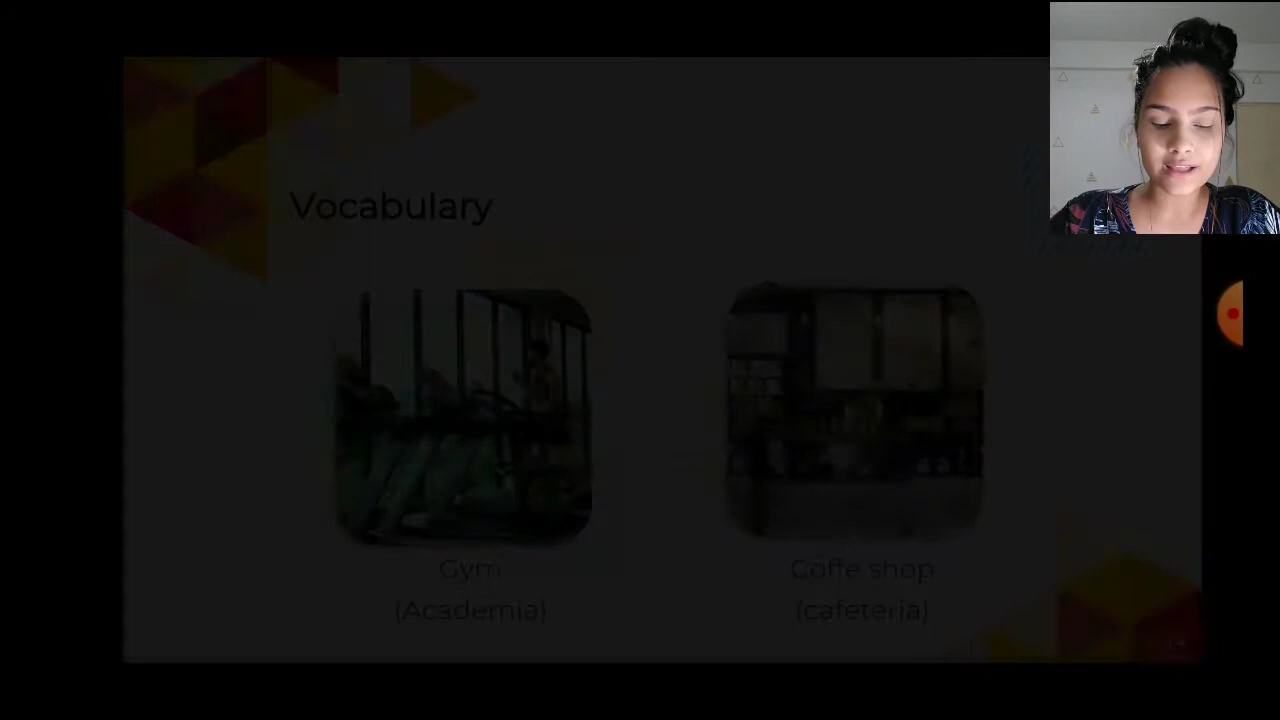 Vocabulary
Gym
(Academia)
Coffe shop
(cafeteria)